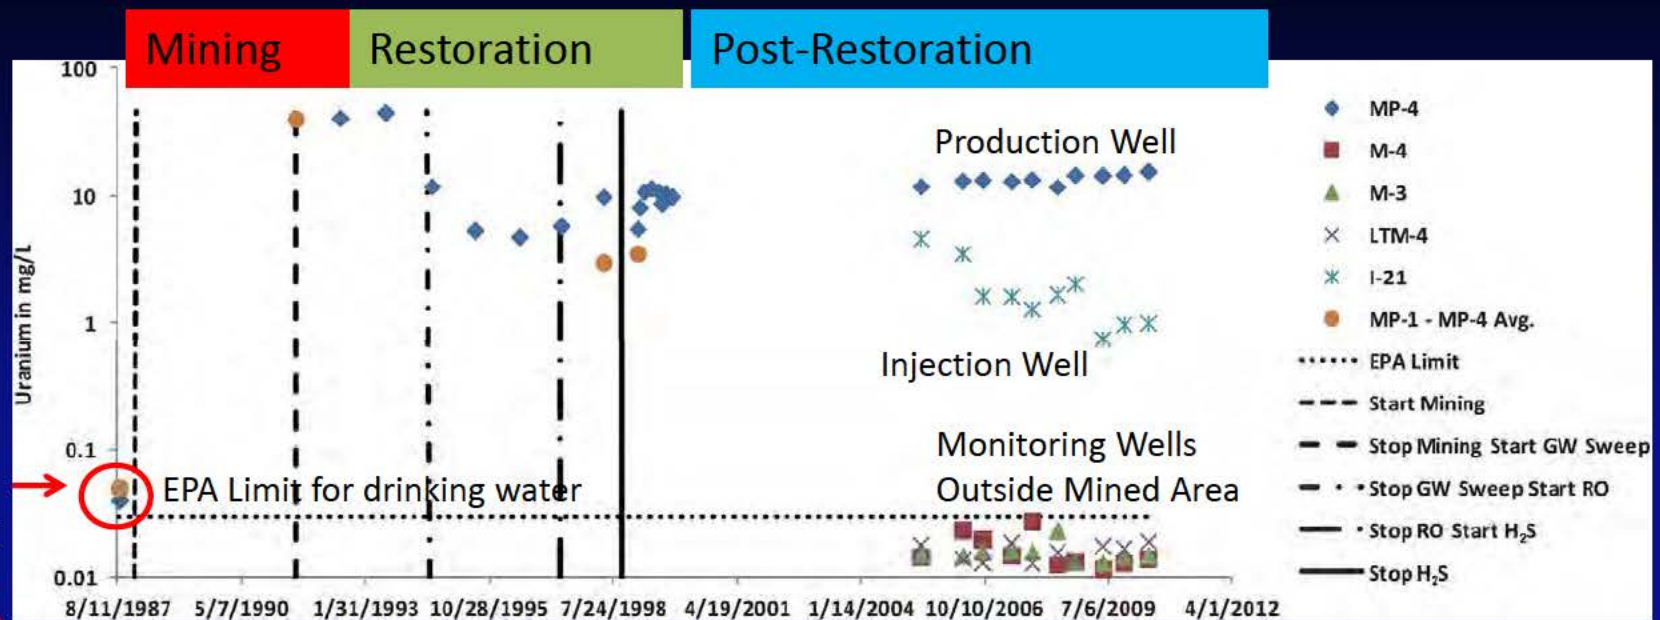 Mining
Restoration
Post-Restoration
100
10
1
0.1
0.01
Uranium in mg/l
Production Well
Injection Well
Monitoring Wells
Outside Mined Area
EPA Limit for drinking water
8/11/1987
5/7/1990
1/31/1993
10/28/1995
7/24/1998
4/19/2001
1/14/2004
10/10/2006
7/6/2009
4/1/2012
MP-4
M-4
M-3
LTM-4
I-21
MP-1 - MP-4 Avg.
EPA Limit
Start Mining
Stop Mining Start GW Sweep
Stop GW Sweep Start RO
Stop RO Start H₂S
Stop H₂S